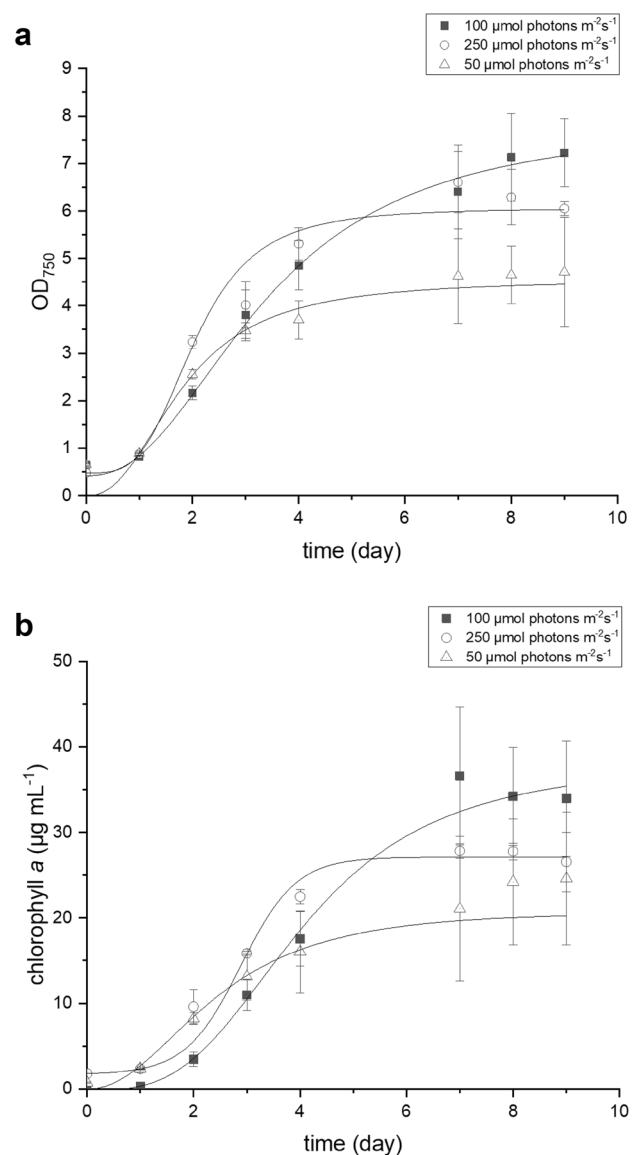 a
100 µmol photons m⁻²s⁻¹
250 µmol photons m⁻²s⁻¹
50 µmol photons m⁻²s⁻¹
9
8
7
6
5
4
3
2
1
0
OD₇₅₀
0 2 4 6 8 10
time (day)
b
100 µmol photons m⁻²s⁻¹
250 µmol photons m⁻²s⁻¹
50 µmol photons m⁻²s⁻¹
50
40
30
20
10
0
chlorophyll a (µg mL⁻¹)
0 2 4 6 8 10
time (day)